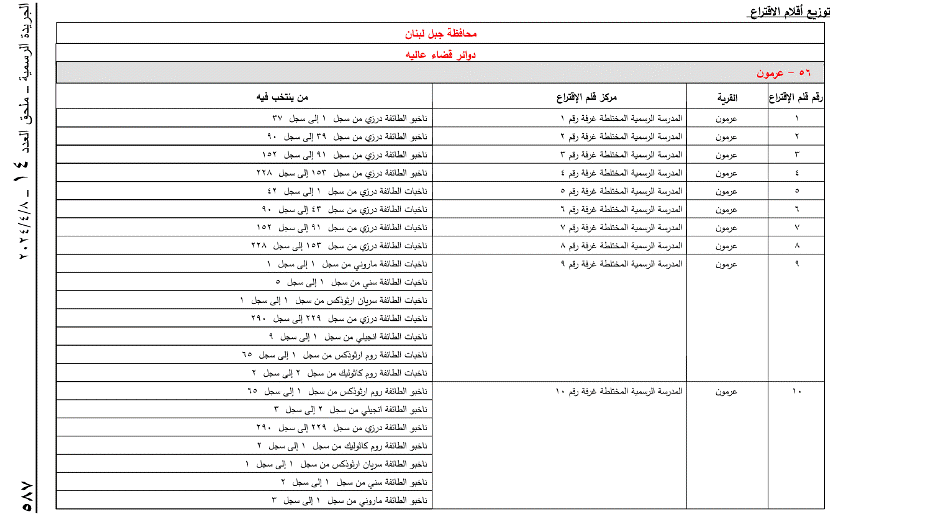 توزيع أقلام الاقتراع
محافظة جبل لبنان
دوائر قضاء عاليه
٥٦ - عرمون
رقم قلم الإقتراع القرية مركز قلم الإقتراع من ينتخب فيه
١ عرمون المدرسة الرسمية المختلطة غرفة رقم ١ ناخبو الطائفة درزي من سجل ١ إلى سجل ٣٧
٢ عرمون المدرسة الرسمية المختلطة غرفة رقم ٢ ناخبو الطائفة درزي من سجل ٣٩ إلى سجل ٩٠
٣ عرمون المدرسة الرسمية المختلطة غرفة رقم ٣ ناخبو الطائفة درزي من سجل ٩١ إلى سجل ١٥٢
٤ عرمون المدرسة الرسمية المختلطة غرفة رقم ٤ ناخبو الطائفة درزي من سجل ١٥٣ إلى سجل ٢٢٨
٥ عرمون المدرسة الرسمية المختلطة غرفة رقم ٥ ناخبات الطائفة درزي من سجل ١ إلى سجل ٤٢
٦ عرمون المدرسة الرسمية المختلطة غرفة رقم ٦ ناخبات الطائفة درزي من سجل ٤٣ إلى سجل ٩٠
٧ عرمون المدرسة الرسمية المختلطة غرفة رقم ٧ ناخبات الطائفة درزي من سجل ٩١ إلى سجل ١٥٢
٨ عرمون المدرسة الرسمية المختلطة غرفة رقم ٨ ناخبات الطائفة درزي من سجل ١٥٣ إلى سجل ٢٢٨
٩ عرمون المدرسة الرسمية المختلطة غرفة رقم ٩ ناخبات الطائفة ماروني من سجل ١ إلى سجل ١
ناخبات الطائفة سني من سجل ١ إلى سجل ٥
ناخبات الطائفة سريان ارثوذكس من سجل ١ إلى سجل ١
ناخبات الطائفة درزي من سجل ٢٢٩ إلى سجل ٢٩٠
ناخبات الطائفة انجيلي من سجل ١ إلى سجل ٩
ناخبات الطائفة روم ارثوذكس من سجل ١ إلى سجل ٦٥
ناخبات الطائفة روم كاثوليك من سجل ٢ إلى سجل ٢
١٠ عرمون المدرسة الرسمية المختلطة غرفة رقم ١٠ ناخبو الطائفة روم ارثوذكس من سجل ١ إلى سجل ٦٥
ناخبو الطائفة انجيلي من سجل ٢ إلى سجل ٣
ناخبو الطائفة درزي من سجل ٢٢٩ إلى سجل ٢٩٠
ناخبو الطائفة روم كاثوليك من سجل ١ إلى سجل ٢
ناخبو الطائفة سريان ارثوذكس من سجل ١ إلى سجل ١
ناخبو الطائفة سني من سجل ١ إلى سجل ٢
ناخبو الطائفة ماروني من سجل ١ إلى سجل ٣
الجريدة الرسمية – ملحق العدد ١٤ – ٢٠٢٤/٤/٨
٥٨٧